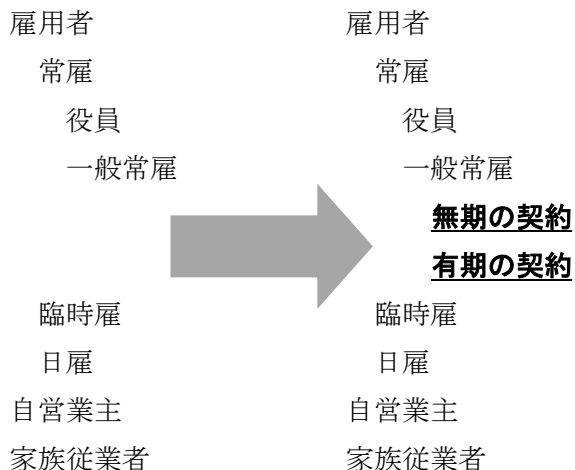 雇用者
常雇
役員
一般常雇
臨時雇
日雇
自営業主
家族従業者
雇用者
常雇
役員
一般常雇
無期の契約
有期の契約
臨時雇
日雇
自営業主
家族従業者